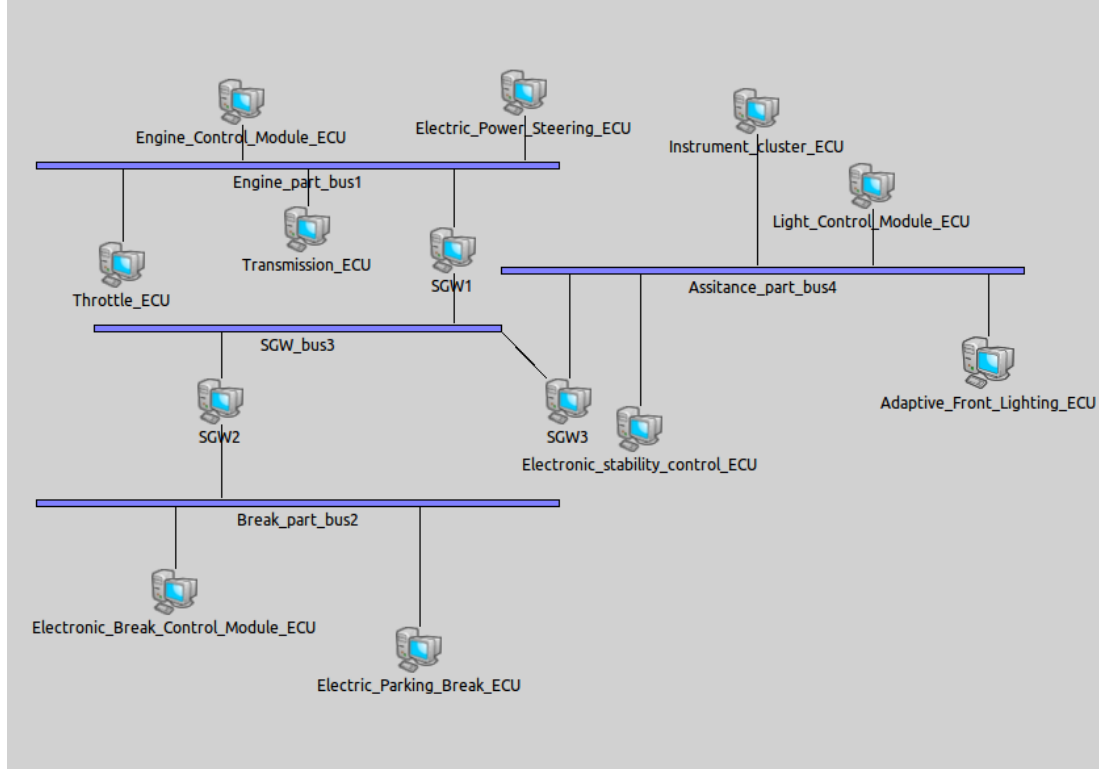 Engine_Control_Module_ECU
Electric_Power_Steering_ECU
Instrument_cluster_ECU
Engine_part_bus1
Light_Control_Module_ECU
Transmission_ECU
Throttle_ECU
SGW1
Assitance_part_bus4
SGW_bus3
Adaptive_Front_Lighting_ECU
SGW2
SGW3
Electronic_stability_control_ECU
Break_part_bus2
Electronic_Break_Control_Module_ECU
Electric_Parking_Break_ECU